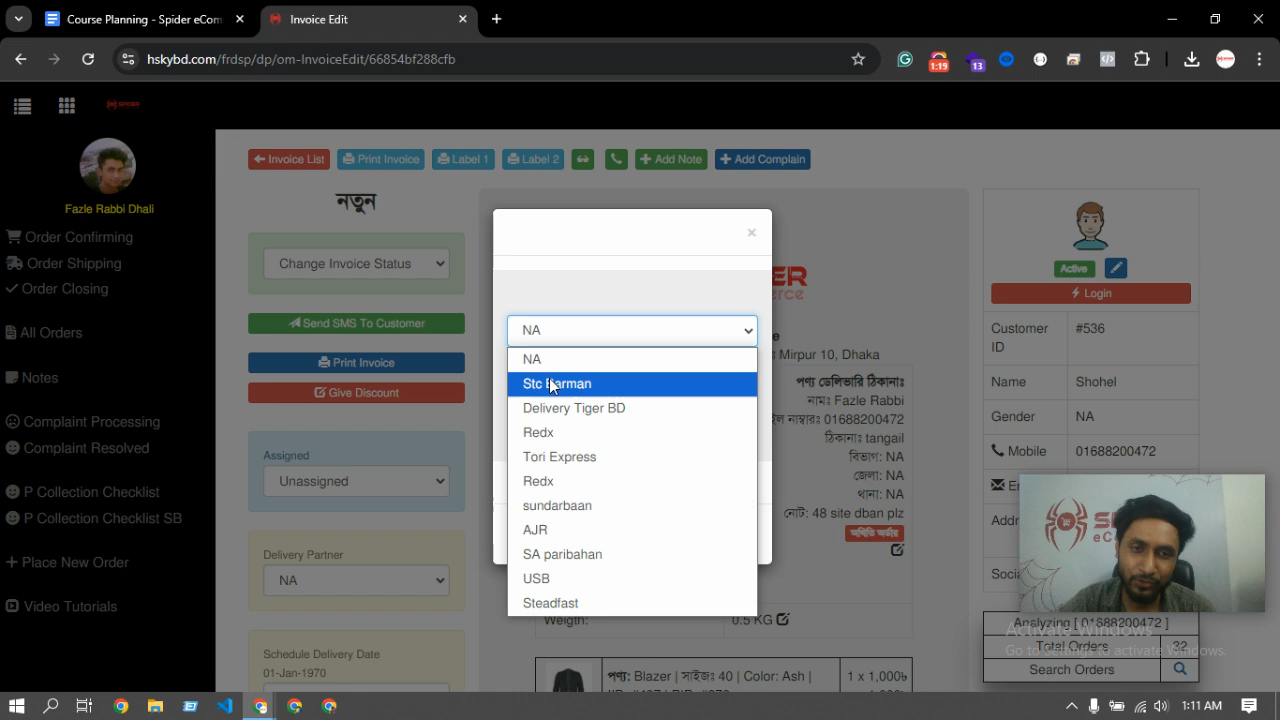 Course Planning - Spider eCom
Invoice Edit
hskybd.com/frdsp/dp/om-InvoiceEdit/66854bf288cfb
1:19
13
SPIDER
Fazle Rabbi Dhali
Order Confirming
Order Shipping
Order Closing
All Orders
Notes
Complaint Processing
Complaint Resolved
P Collection Checklist
P Collection Checklist SB
Place New Order
Video Tutorials
Invoice List
Print Invoice
Label 1
Label 2
Add Note
Add Complain
নতুন
Change Invoice Status
Send SMS To Customer
Print Invoice
Give Discount
Assigned
Unassigned
Delivery Partner
NA
Schedule Delivery Date
01-Jan-1970
×
NA
NA
Stc Barman
Delivery Tiger BD
Redx
Tori Express
Redx
sundarbaan
AJR
SA paribahan
USB
Steadfast
Mirpur 10, Dhaka
পণ্য ডেলিভারি ঠিকানাঃ
নামঃ Fazle Rabbi
ইল নাম্বারঃ 01688200472
ঠিকানাঃ tangail
বিভাগ: NA
জেলা: NA
থানা: NA
নোট: 48 site dban plz
Weigth:
0.5 KG
পণ্য: Blazer | সাইজঃ 40 | Color: Ash |
1 x 1,000৳
Active
Login
Customer ID
#536
Name
Shohel
Gender
NA
Mobile
01688200472
Analyzing [ 01688200472 ]
Total Orders
32
Search Orders
Activate Windows
Go to Settings to activate Windows.
1:11 AM